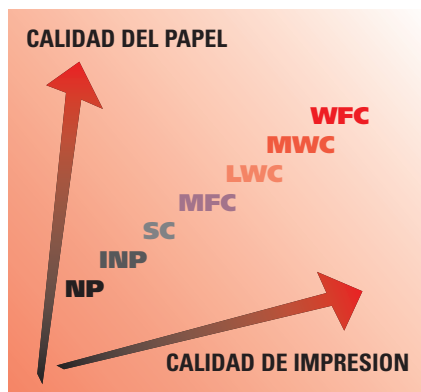 CALIDAD DEL PAPEL
WFC
MWC
LWC
MFC
SC
INP
NP
CALIDAD DE IMPRESION